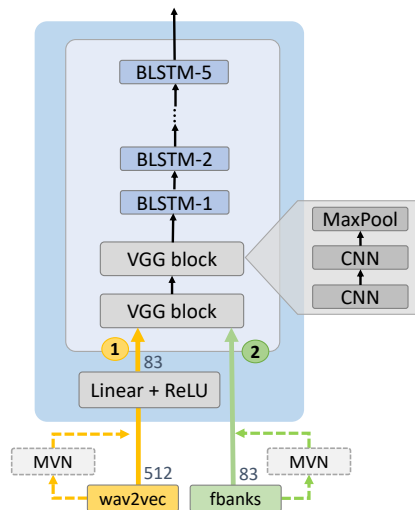 BLSTM-5
BLSTM-2
BLSTM-1
MaxPool
VGG block
CNN
CNN
VGG block
1
2
83
Linear + ReLU
MVN
MVN
512
83
wav2vec
fbanks